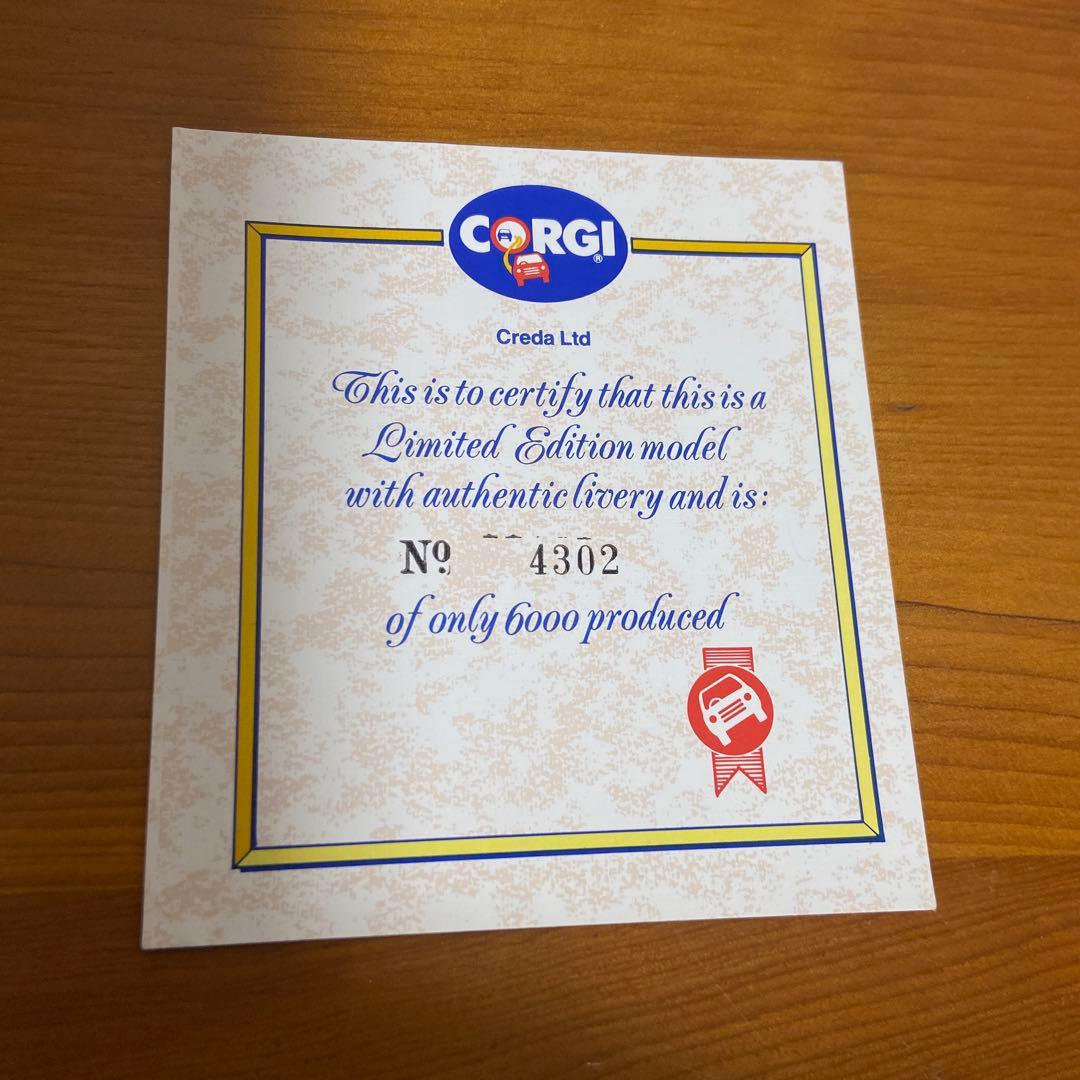 CORGI®
Creda Ltd
This is to certify that this is a
Limited Edition model
with authentic livery and is:
Nº 4302
of only 6000 produced